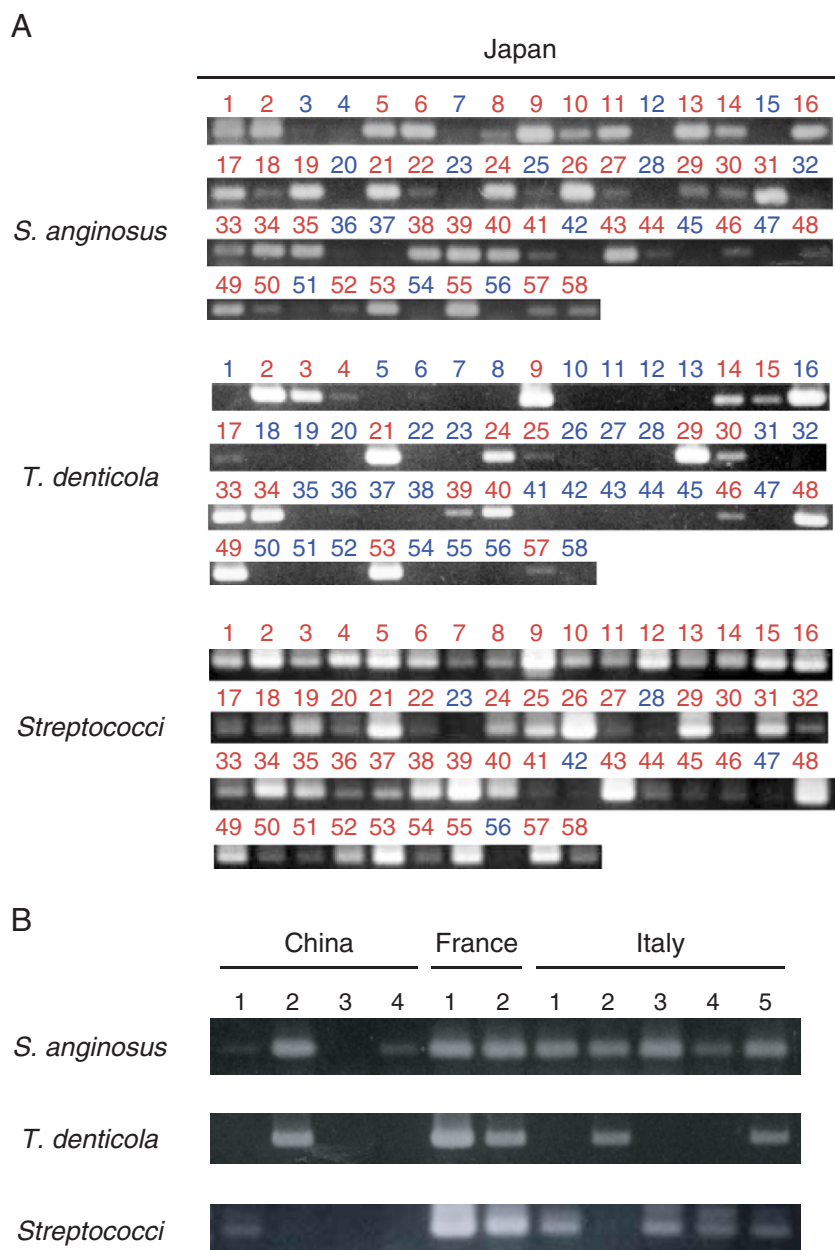 A
Japan
1 2 3 4 5 6 7 8 9 10 11 12 13 14 15 16
17 18 19 20 21 22 23 24 25 26 27 28 29 30 31 32
S. anginosus
33 34 35 36 37 38 39 40 41 42 43 44 45 46 47 48
49 50 51 52 53 54 55 56 57 58
1 2 3 4 5 6 7 8 9 10 11 12 13 14 15 16
17 18 19 20 21 22 23 24 25 26 27 28 29 30 31 32
T. denticola
33 34 35 36 37 38 39 40 41 42 43 44 45 46 47 48
49 50 51 52 53 54 55 56 57 58
1 2 3 4 5 6 7 8 9 10 11 12 13 14 15 16
17 18 19 20 21 22 23 24 25 26 27 28 29 30 31 32
Streptococci
33 34 35 36 37 38 39 40 41 42 43 44 45 46 47 48
49 50 51 52 53 54 55 56 57 58
B
China France Italy
1 2 3 4 1 2 1 2 3 4 5
S. anginosus
T. denticola
Streptococci